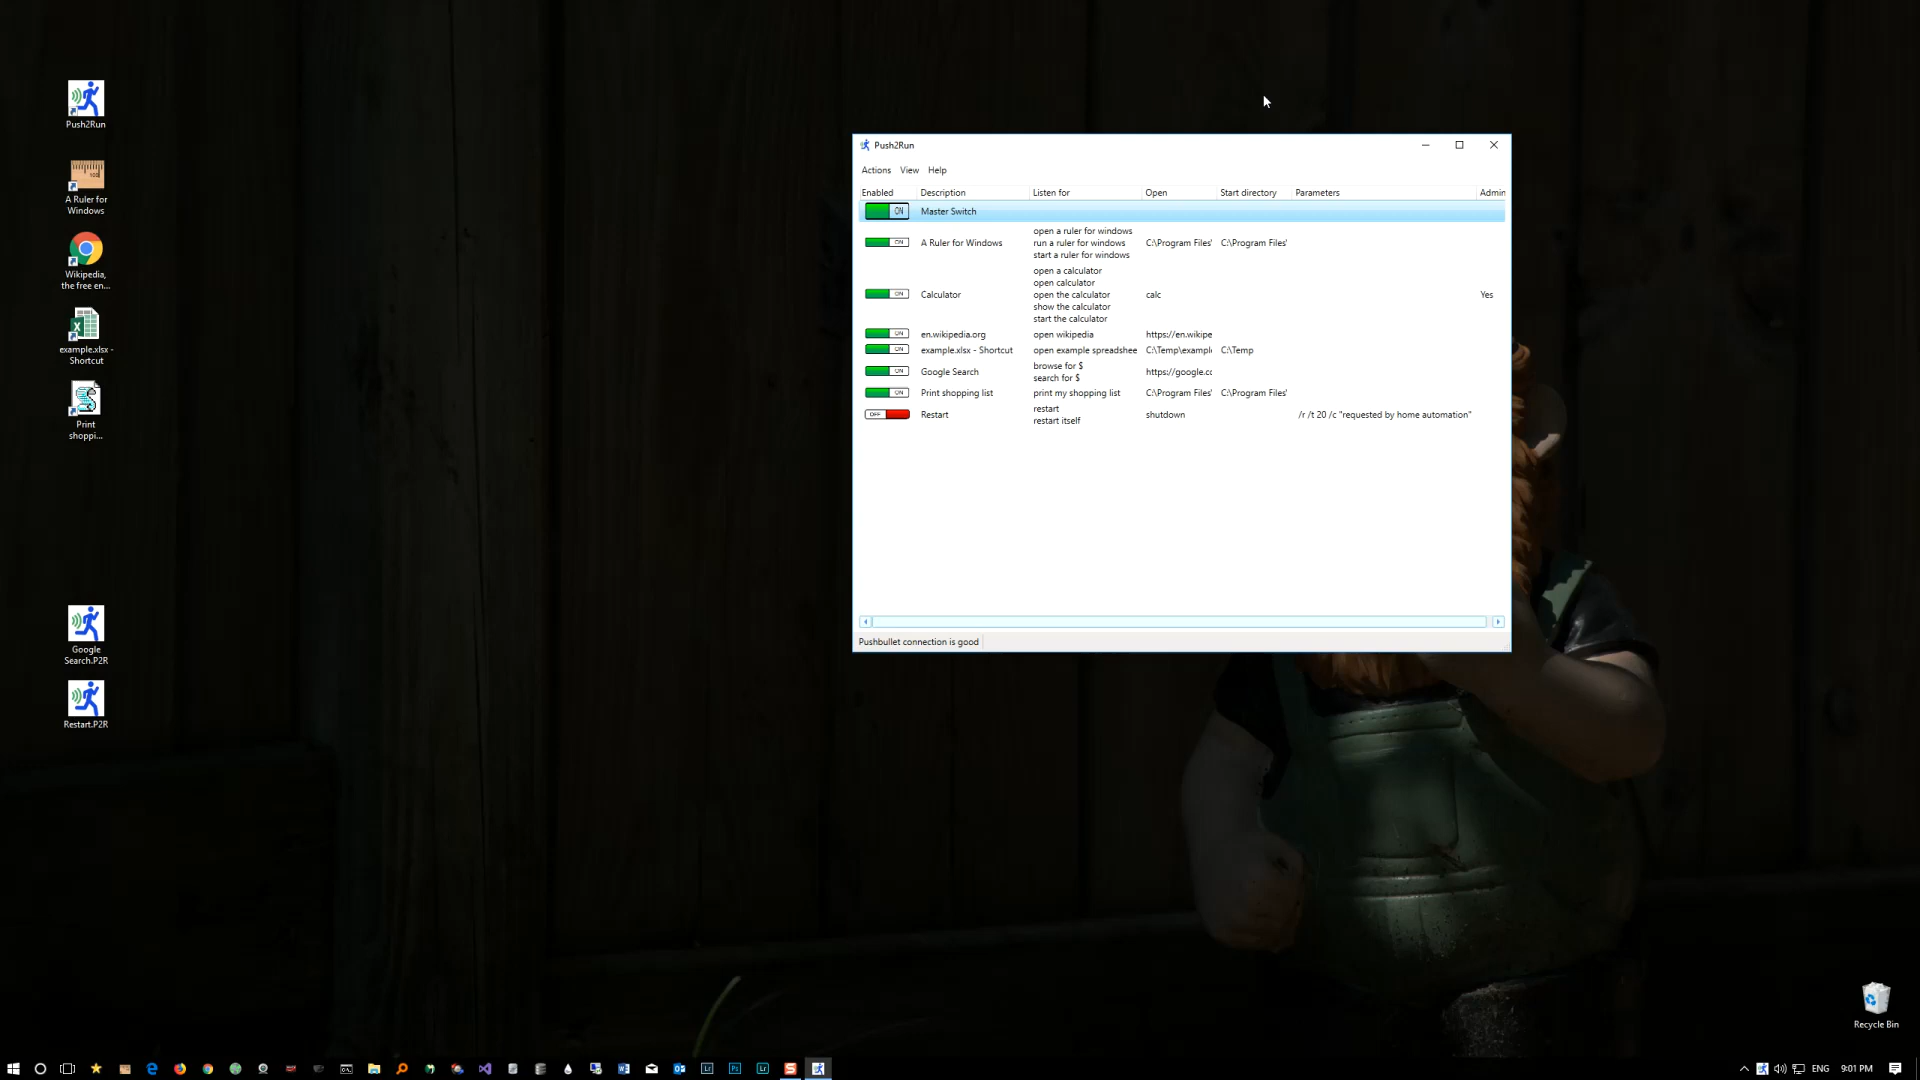 Push2Run
A Ruler for
Windows
Wikipedia,
the free en...
example.xlsx -
Shortcut
Print
shoppi...
Google
Search.P2R
Restart.P2R
Push2Run
Actions View Help
Enabled Description Listen for Open Start directory Parameters Admin
ON Master Switch
open a ruler for windows
ON A Ruler for Windows run a ruler for windows C:\Program Files' C:\Program Files'
start a ruler for windows
open a calculator
open calculator
ON Calculator open the calculator calc Yes
show the calculator
start the calculator
ON en.wikipedia.org open wikipedia https://en.wikipe
ON example.xlsx - Shortcut open example spreadshee C:\Temp\exampl C:\Temp
browse for $
ON Google Search https://google.cc
search for $
ON Print shopping list print my shopping list C:\Program Files' C:\Program Files'
restart
OFF Restart shutdown /r /t 20 /c "requested by home automation"
restart itself
Pushbullet connection is good
Recycle Bin
ENG 9:01 PM